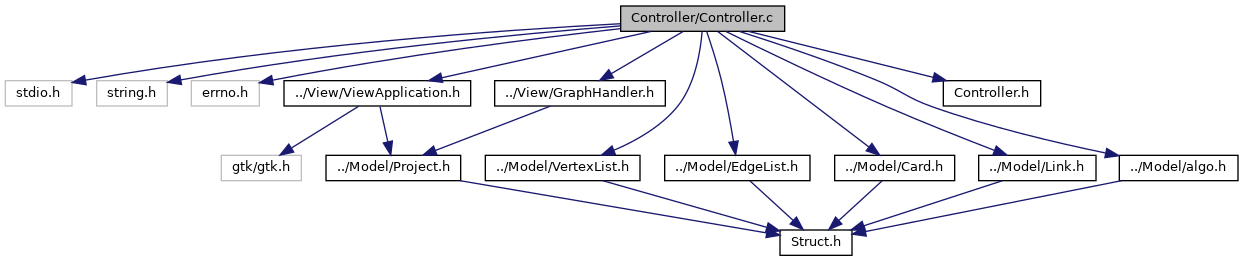 Controller/Controller.c
stdio.h
string.h
errno.h
../View/ViewApplication.h
../View/GraphHandler.h
Controller.h
gtk/gtk.h
../Model/Project.h
../Model/VertexList.h
../Model/EdgeList.h
../Model/Card.h
../Model/Link.h
../Model/algo.h
Struct.h